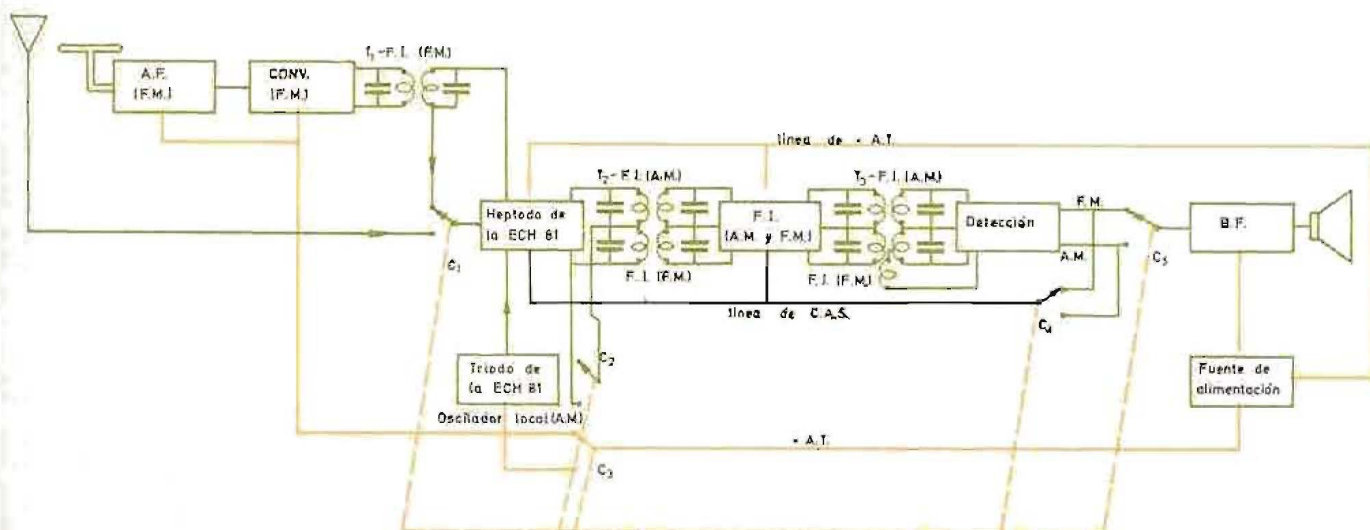 T₁-F.I. (F.M.)
A.F.
(F.M.)
CONV.
(F.M.)
línea de + A.T.
T₂-F.I. (A.M.)
T₃-F.I. (A.M.)
Heptodo de
la ECH 81
F.I.
(A.M. y F.M.)
Detección
F.M.
A.M.
B.F.
C₁
F.I. (F.M.)
F.I. (F.M.)
C₅
línea de C.A.S.
C₄
C₂
Triodo de
la ECH 81
Fuente de
alimentación
Oscilador local (A.M.)
+ A.T.
C₃